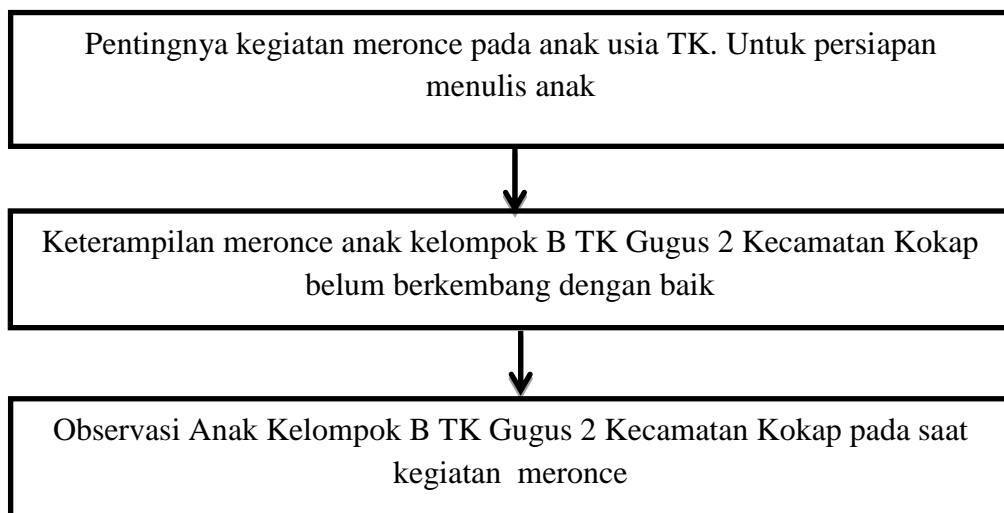 Pentingnya kegiatan meronce pada anak usia TK. Untuk persiapan
menulis anak
Keterampilan meronce anak kelompok B TK Gugus 2 Kecamatan Kokap
belum berkembang dengan baik
Observasi Anak Kelompok B TK Gugus 2 Kecamatan Kokap pada saat
kegiatan meronce